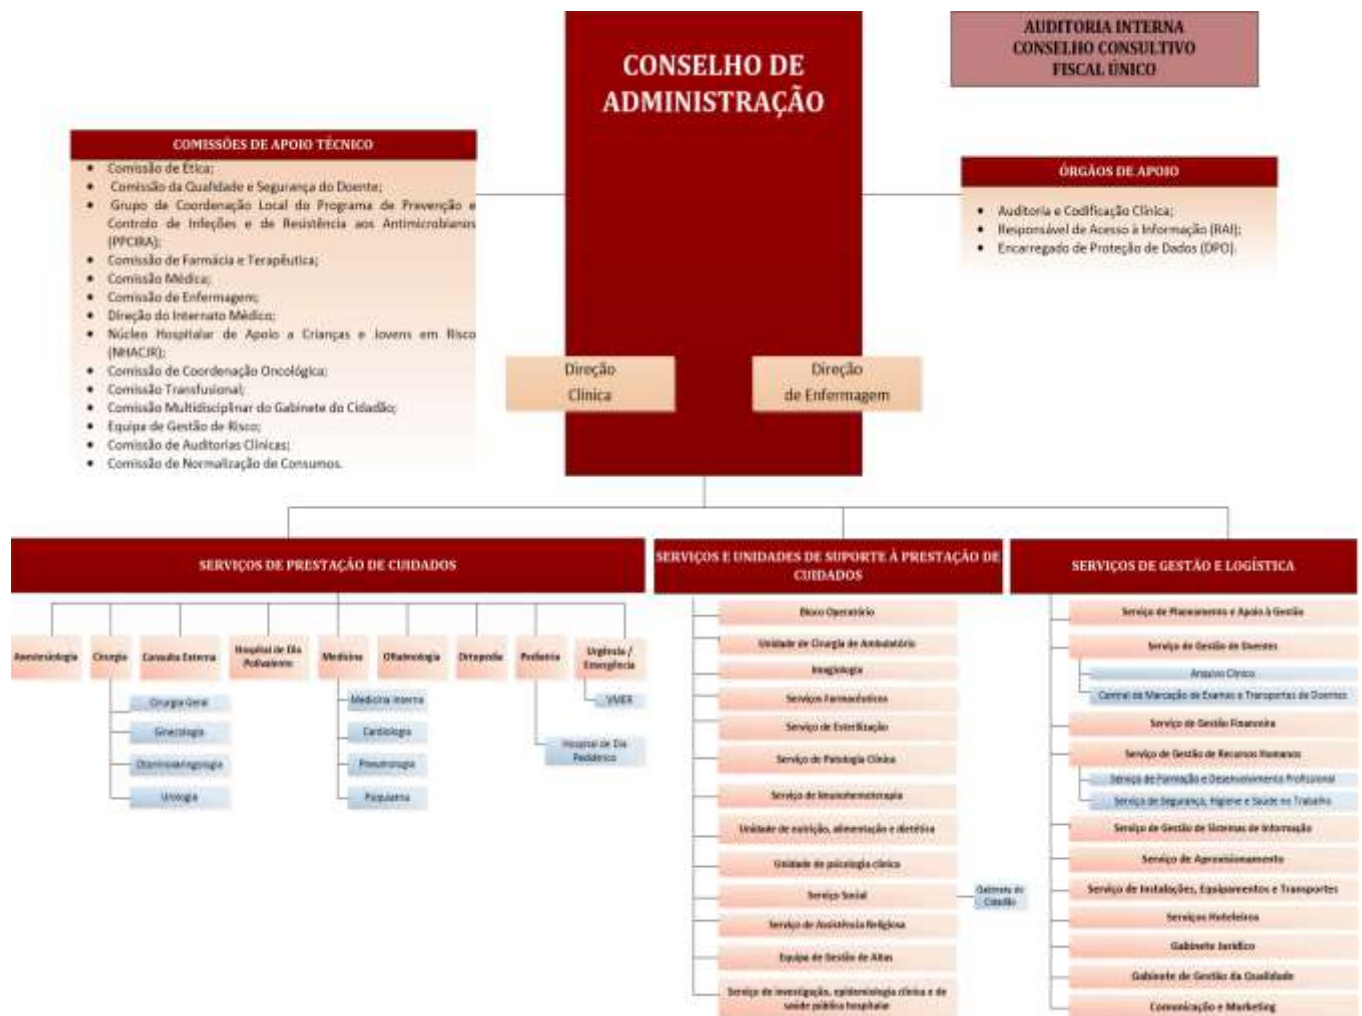 CONSELHO DE
ADMINISTRAÇÃO
AUDITORIA INTERNA
CONSELHO CONSULTIVO
FISCAL ÚNICO
COMISSÕES DE APOIO TÉCNICO
• Comissão de Ética;
• Comissão da Qualidade e Segurança do Doente;
• Grupo de Coordenação Local do Programa de Prevenção e
Controlo de Infeções e de Resistência aos Antimicrobianos
(PPCIRA);
• Comissão de Farmácia e Terapêutica;
• Comissão Médica;
• Comissão de Enfermagem;
• Direção do Internato Médico;
• Núcleo Hospitalar de Apoio a Crianças e Jovens em Risco
(NHACJR);
• Comissão de Coordenação Oncológica;
• Comissão Transfusional;
• Comissão Multidisciplinar do Gabinete do Cidadão;
• Equipa de Gestão de Risco;
• Comissão de Auditorias Clínicas;
• Comissão de Normalização de Consumos.
ÓRGÃOS DE APOIO
• Auditoria e Codificação Clínica;
• Responsável de Acesso à Informação (RAI);
• Encarregado de Proteção de Dados (DPO).
Direção
Clínica
Direção
de Enfermagem
SERVIÇOS DE PRESTAÇÃO DE CUIDADOS
Anestesiologia
Cirurgia
Consulta Externa
Hospital de Dia
Polivalente
Medicina
Oftalmologia
Ortopedia
Pediatria
Urgência /
Emergência
Cirurgia Geral
Ginecologia
Otorrinolaringologia
Urologia
Medicina Interna
Cardiologia
Pneumologia
Psiquiatria
Hospital de Dia
Pediátrico
VMER
SERVIÇOS E UNIDADES DE SUPORTE À PRESTAÇÃO DE
CUIDADOS
Bloco Operatório
Unidade de Cirurgia de Ambulatório
Imagiologia
Serviços Farmacêuticos
Serviço de Esterilização
Serviço de Patologia Clínica
Serviço de Imunohemoterapia
Unidade de nutrição, alimentação e dietética
Unidade de psicologia clínica
Serviço Social
Gabinete do
Cidadão
Serviço de Assistência Religiosa
Equipa de Gestão de Altas
Serviço de investigação, epidemiologia clínica e de
saúde pública hospitalar
SERVIÇOS DE GESTÃO E LOGÍSTICA
Serviço de Planeamento e Apoio à Gestão
Serviço de Gestão de Doentes
Arquivo Clínico
Central de Marcação de Exames e Transportes de Doentes
Serviço de Gestão Financeira
Serviço de Gestão de Recursos Humanos
Serviço de Formação e Desenvolvimento Profissional
Serviço de Segurança, Higiene e Saúde no Trabalho
Serviço de Gestão de Sistemas de Informação
Serviço de Aprovisionamento
Serviço de Instalações, Equipamentos e Transportes
Serviços Hoteleiros
Gabinete Jurídico
Gabinete de Gestão da Qualidade
Comunicação e Marketing